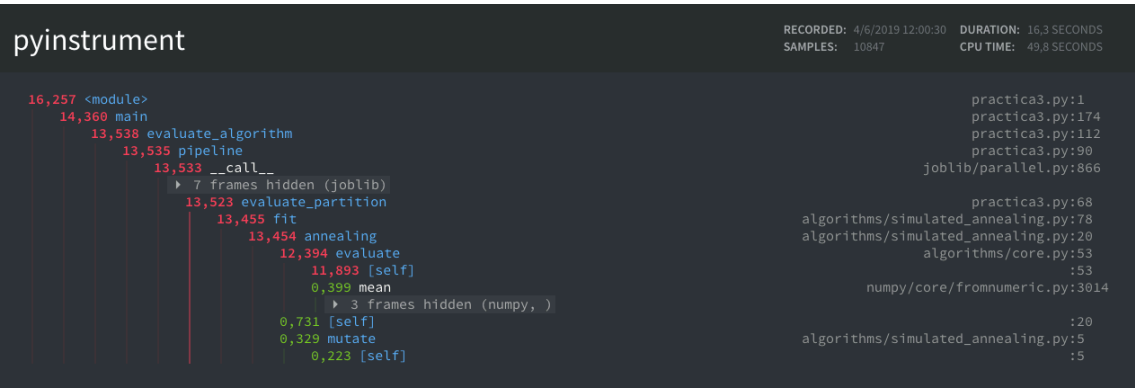 pyinstrument
RECORDED: 4/6/2019 12:00:30 DURATION: 16,3 SECONDS
SAMPLES: 10847 CPU TIME: 49,8 SECONDS
16,257 <module> practica3.py:1
14,360 main practica3.py:174
13,538 evaluate_algorithm practica3.py:112
13,535 pipeline practica3.py:90
13,533 __call__ joblib/parallel.py:866
7 frames hidden (joblib)
13,523 evaluate_partition practica3.py:68
13,455 fit algorithms/simulated_annealing.py:78
13,454 annealing algorithms/simulated_annealing.py:20
12,394 evaluate algorithms/core.py:53
11,893 [self] :53
0,399 mean numpy/core/fromnumeric.py:3014
3 frames hidden (numpy, )
0,731 [self] :20
0,329 mutate algorithms/simulated_annealing.py:5
0,223 [self] :5